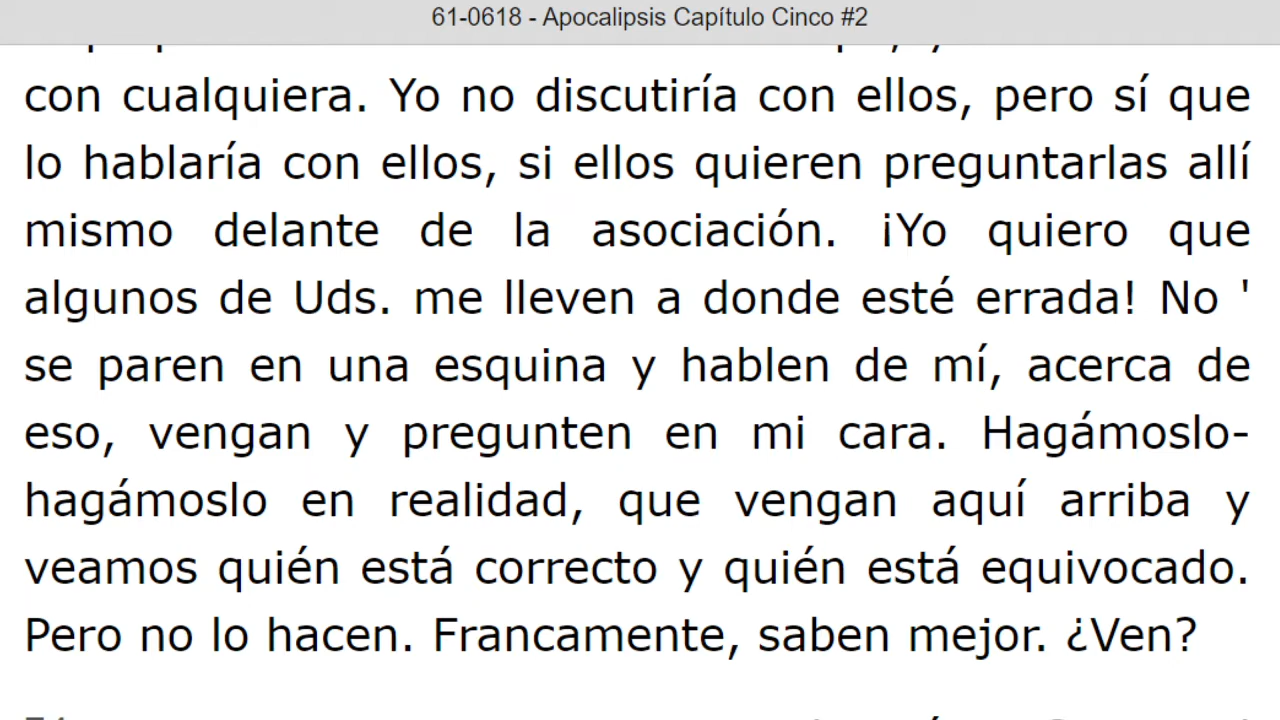 61-0618 - Apocalipsis Capítulo Cinco #2
con cualquiera. Yo no discutiría con ellos, pero sí que
lo hablaría con ellos, si ellos quieren preguntarlas allí
mismo delante de la asociación. ¡Yo quiero que
algunos de Uds. me lleven a donde esté errada! No '
se paren en una esquina y hablen de mí, acerca de
eso, vengan y pregunten en mi cara. Hagámoslo-
hagámoslo en realidad, que vengan aquí arriba y
veamos quién está correcto y quién está equivocado.
Pero no lo hacen. Francamente, saben mejor. ¿Ven?